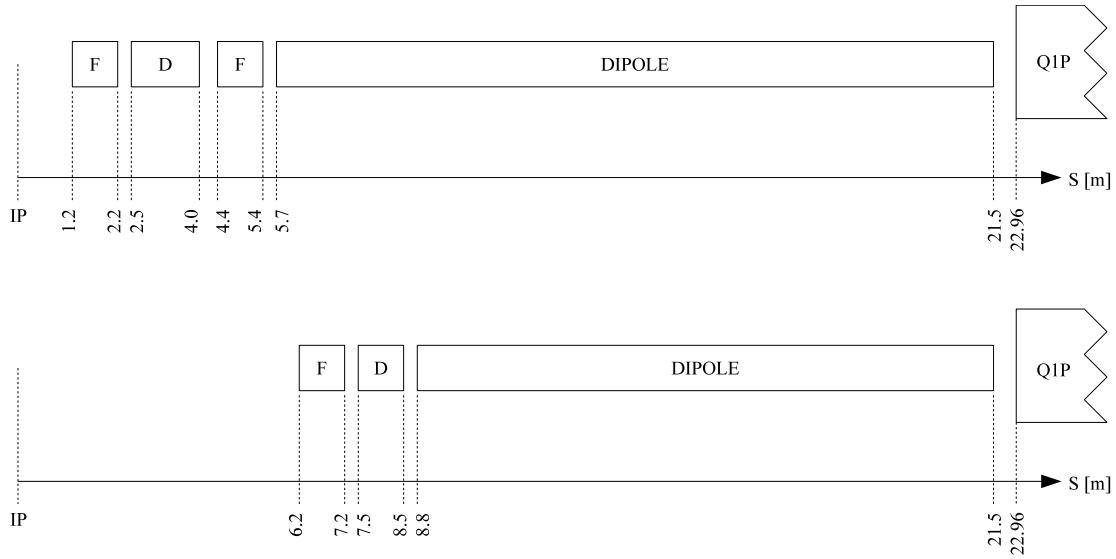 F D F DIPOLE Q1P
S [m]
IP 1.2 2.2 2.5 4.0 4.4 5.4 5.7 21.5 22.96
F D DIPOLE Q1P
S [m]
IP 6.2 7.2 7.5 8.5 8.8 21.5 22.96